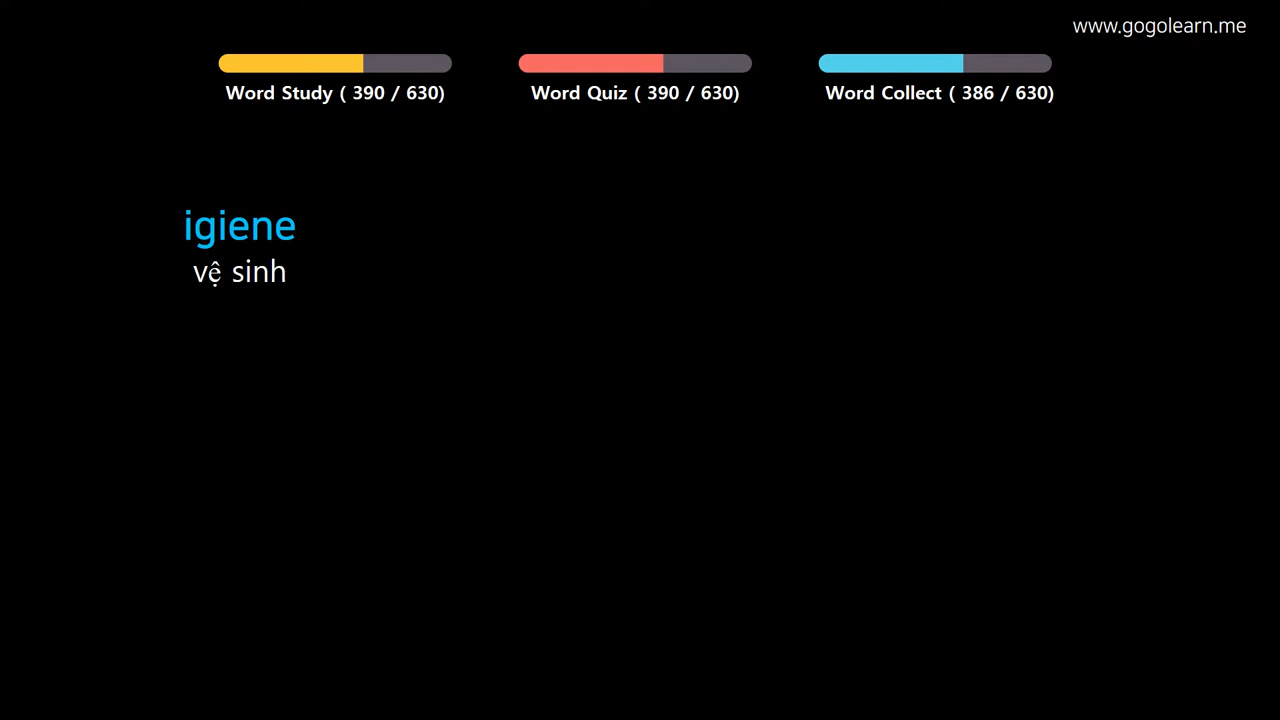 www.gogolearn.me
Word Study ( 390 / 630)
Word Quiz ( 390 / 630)
Word Collect ( 386 / 630)
igiene
vệ sinh